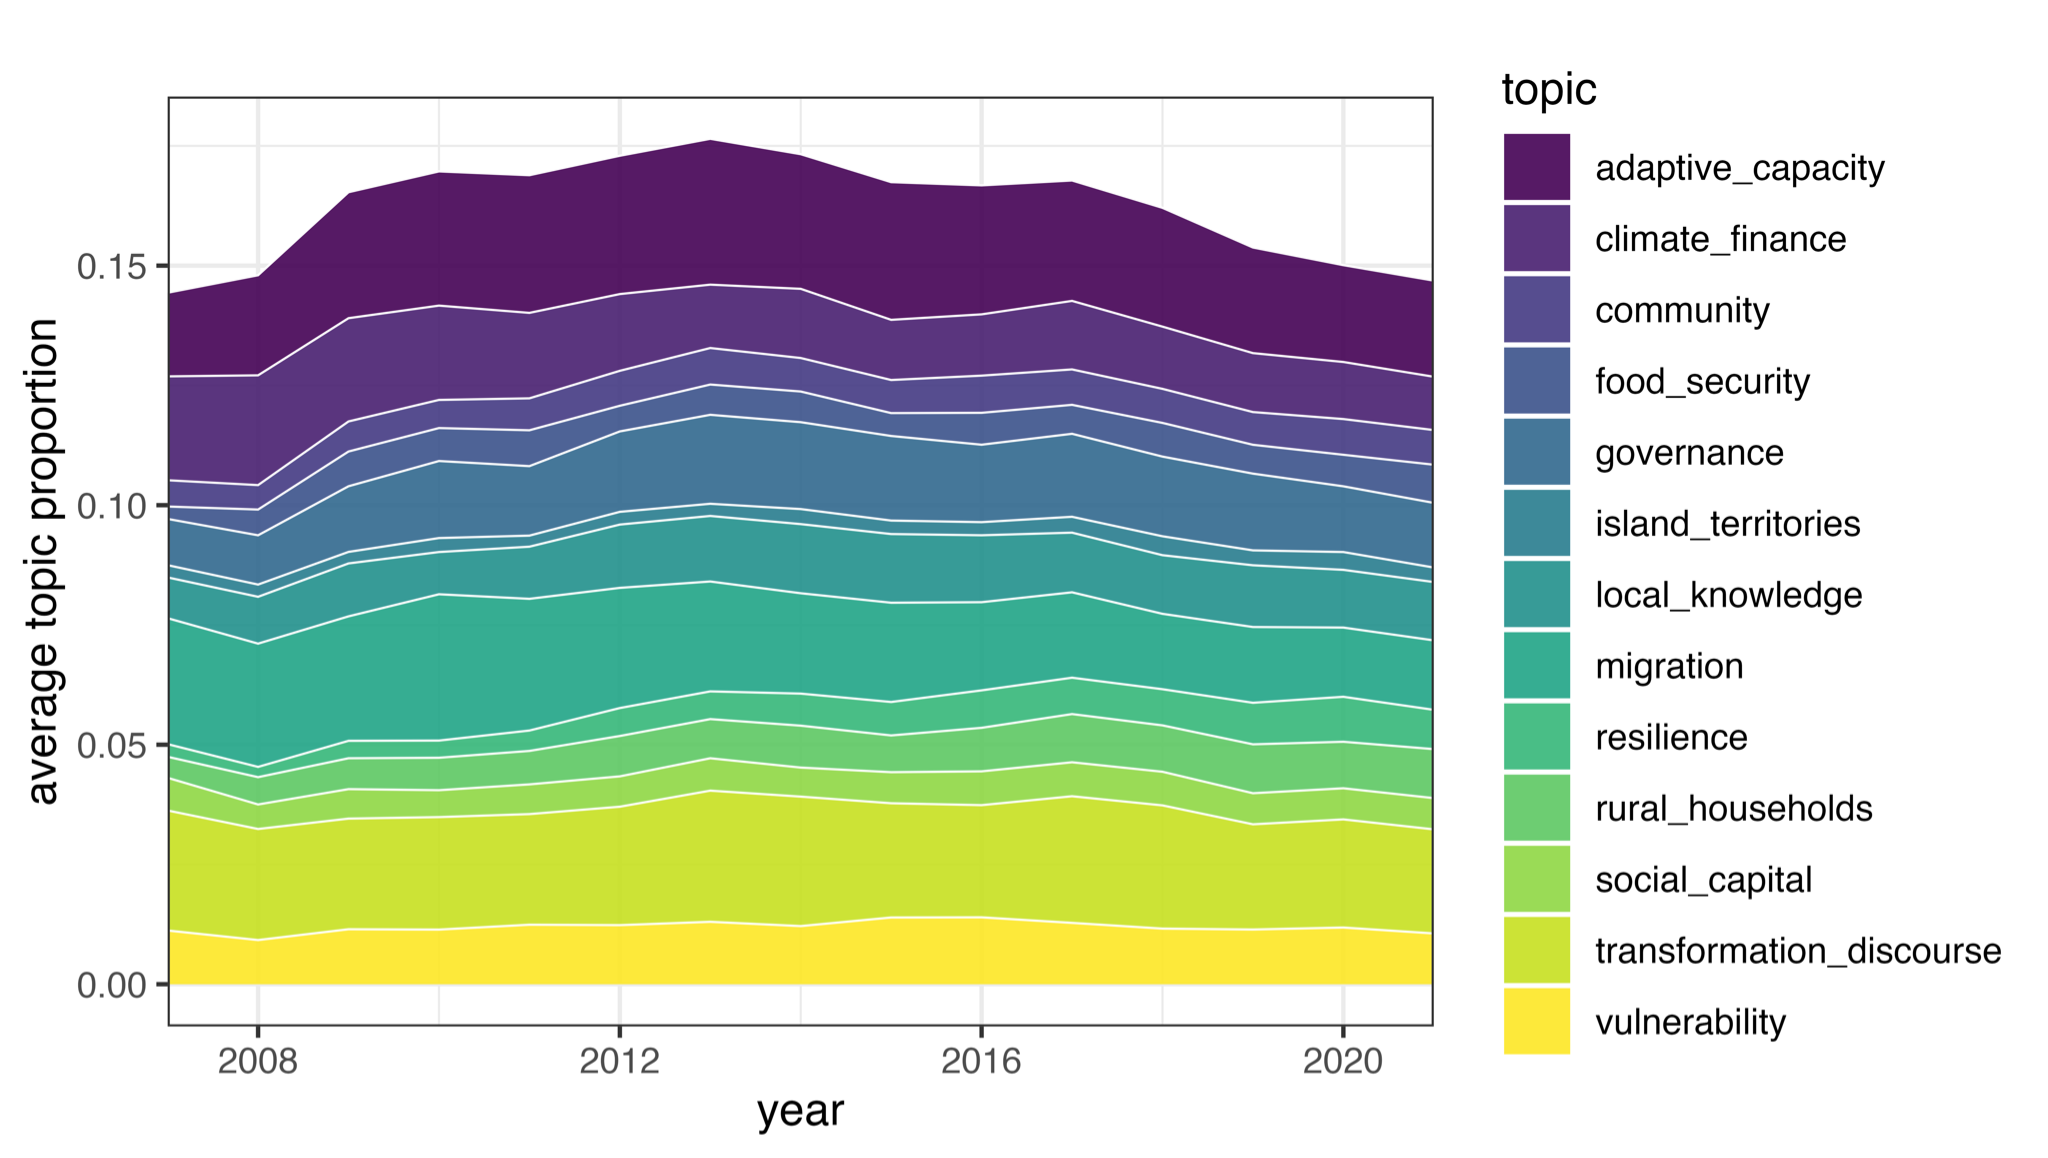 average topic proportion
0.15
0.10
0.05
0.00
2008
2012
2016
2020
year
topic
adaptive_capacity
climate_finance
community
food_security
governance
island_territories
local_knowledge
migration
resilience
rural_households
social_capital
transformation_discourse
vulnerability